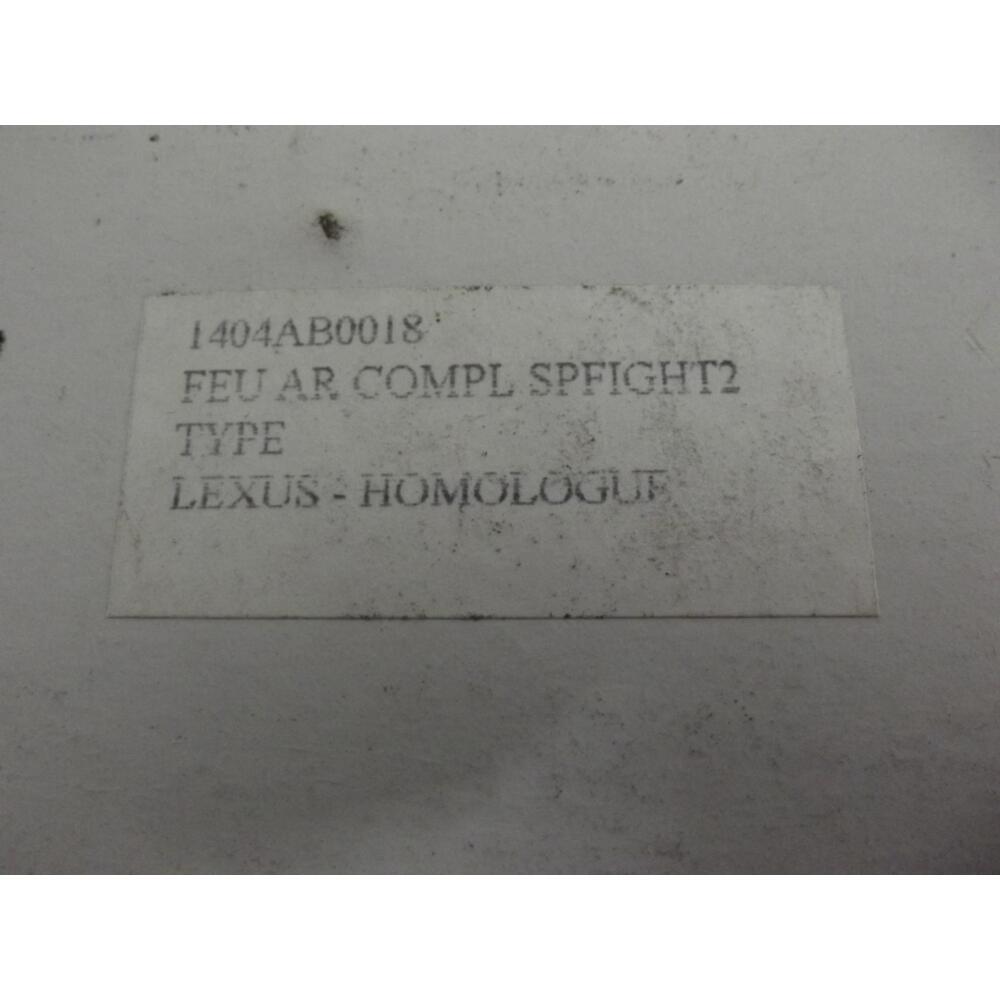 1404AB0018
FEU AR COMPL SPFIGHT2
TYPE
LEXUS - HOMOLOGUE